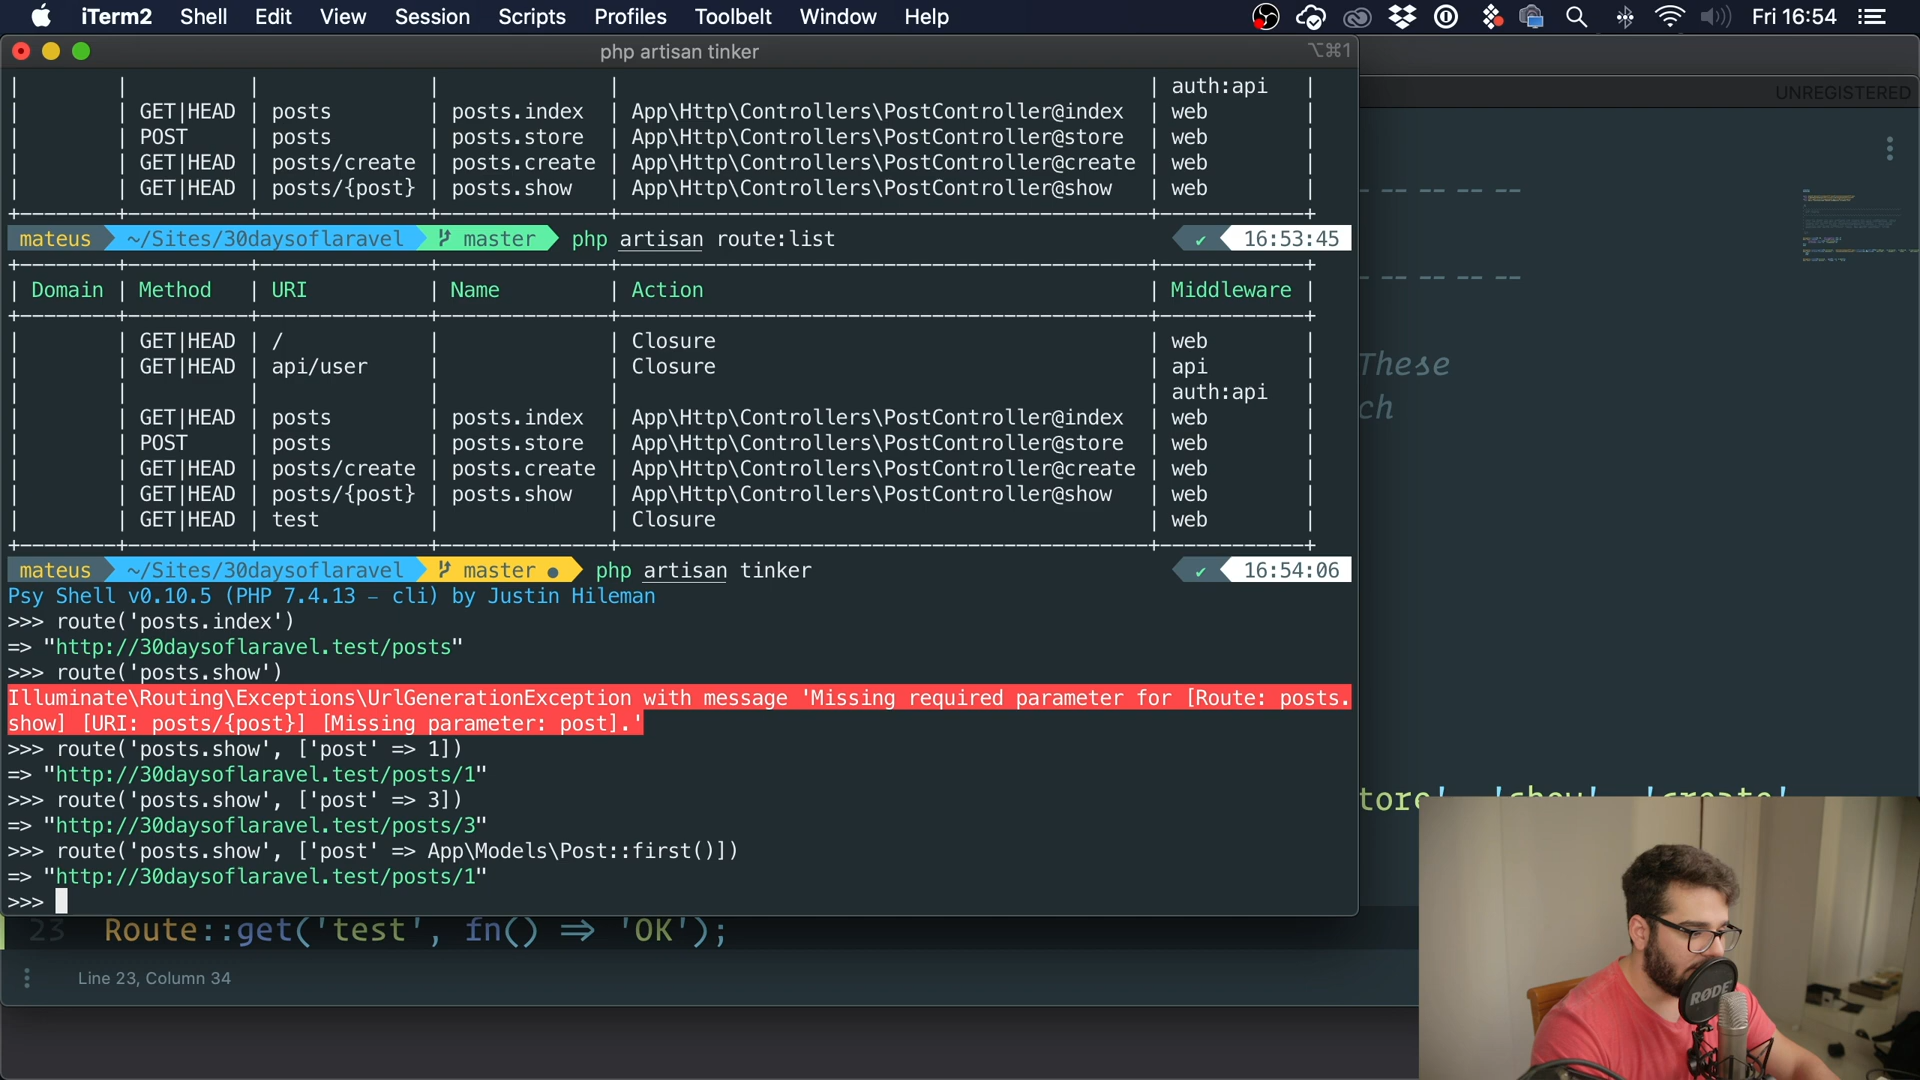 iTerm2 Shell Edit View Session Scripts Profiles Toolbelt Window Help Fri 16:54
php artisan tinker ⌥⌘1
UNREGISTERED
| | | | | | auth:api |
| | GET|HEAD | posts | posts.index | App\Http\Controllers\PostController@index | web |
| | POST | posts | posts.store | App\Http\Controllers\PostController@store | web |
| | GET|HEAD | posts/create | posts.create | App\Http\Controllers\PostController@create | web |
| | GET|HEAD | posts/{post} | posts.show | App\Http\Controllers\PostController@show | web |
mateus ~/Sites/30daysoflaravel master php artisan route:list ✔ 16:53:45
| Domain | Method | URI | Name | Action | Middleware |
| | GET|HEAD | / | | Closure | web |
| | GET|HEAD | api/user | | Closure | api |
| | | | | | auth:api |
| | GET|HEAD | posts | posts.index | App\Http\Controllers\PostController@index | web |
| | POST | posts | posts.store | App\Http\Controllers\PostController@store | web |
| | GET|HEAD | posts/create | posts.create | App\Http\Controllers\PostController@create | web |
| | GET|HEAD | posts/{post} | posts.show | App\Http\Controllers\PostController@show | web |
| | GET|HEAD | test | | Closure | web |
mateus ~/Sites/30daysoflaravel master ● php artisan tinker ✔ 16:54:06
Psy Shell v0.10.5 (PHP 7.4.13 — cli) by Justin Hileman
>>> route('posts.index')
=> "http://30daysoflaravel.test/posts"
>>> route('posts.show')
Illuminate\Routing\Exceptions\UrlGenerationException with message 'Missing required parameter for [Route: posts.
show] [URI: posts/{post}] [Missing parameter: post].'
>>> route('posts.show', ['post' => 1])
=> "http://30daysoflaravel.test/posts/1"
>>> route('posts.show', ['post' => 3])
=> "http://30daysoflaravel.test/posts/3"
>>> route('posts.show', ['post' => App\Models\Post::first()])
=> "http://30daysoflaravel.test/posts/1"
>>>
These
ch
tore', 'show', 'create'
23 Route::get('test', fn() => 'OK');
Line 23, Column 34
RØDE